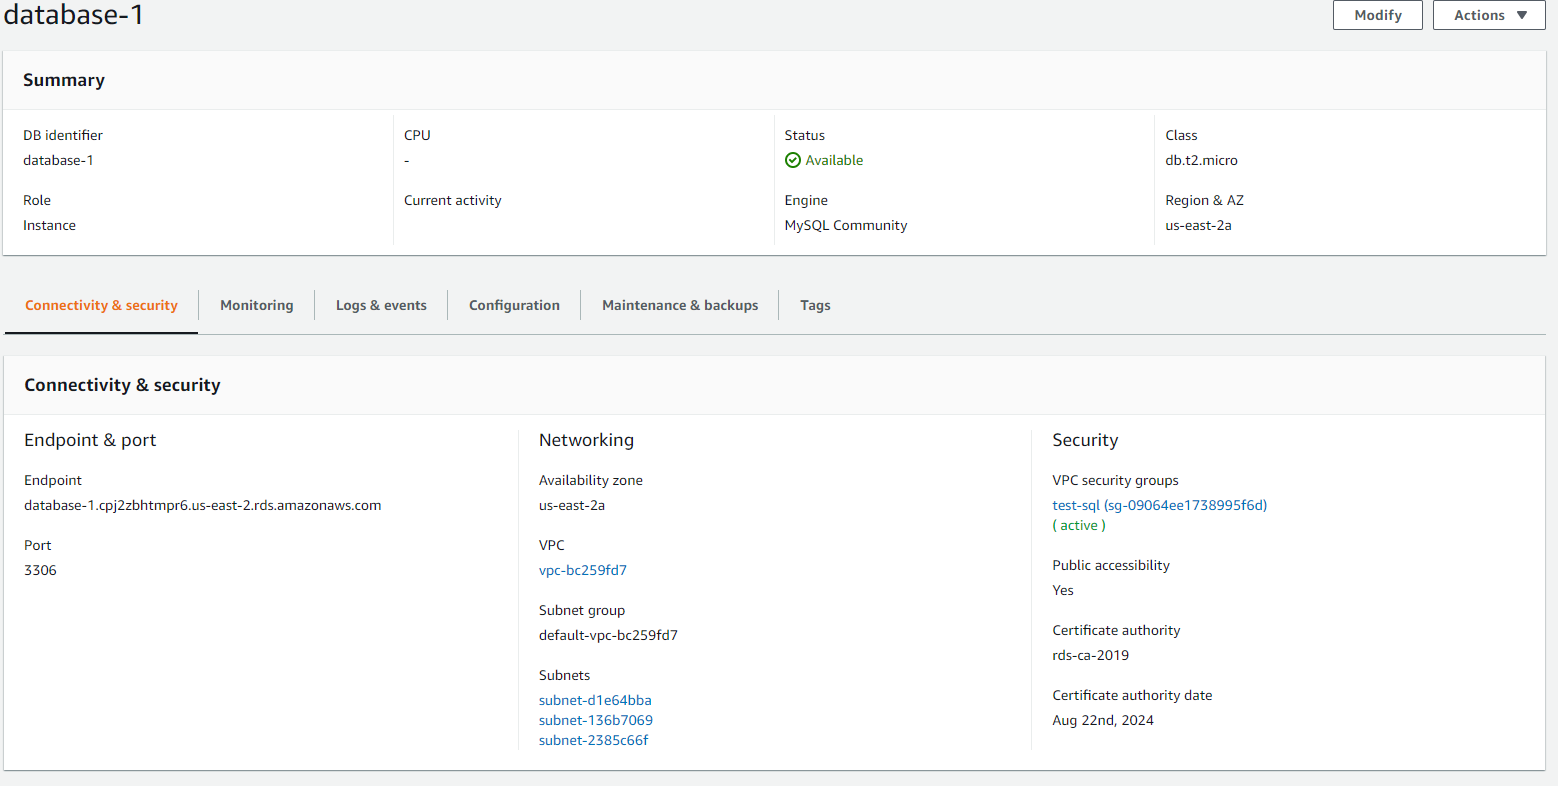 database-1
Modify
Actions
Summary
DB identifier
database-1
CPU
-
Status
Available
Class
db.t2.micro
Role
Instance
Current activity
Engine
MySQL Community
Region & AZ
us-east-2a
Connectivity & security
Monitoring
Logs & events
Configuration
Maintenance & backups
Tags
Connectivity & security
Endpoint & port
Endpoint
database-1.cpj2zbhtmpr6.us-east-2.rds.amazonaws.com
Port
3306
Networking
Availability zone
us-east-2a
VPC
vpc-bc259fd7
Subnet group
default-vpc-bc259fd7
Subnets
subnet-d1e64bba
subnet-136b7069
subnet-2385c66f
Security
VPC security groups
test-sql (sg-09064ee1738995f6d)
( active )
Public accessibility
Yes
Certificate authority
rds-ca-2019
Certificate authority date
Aug 22nd, 2024